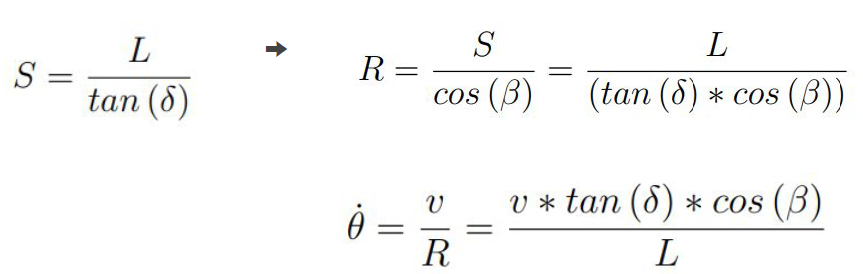 S = L / tan (δ) → R = S / cos (β) = L / (tan (δ) * cos (β))
θ̇ = v / R = v * tan (δ) * cos (β) / L